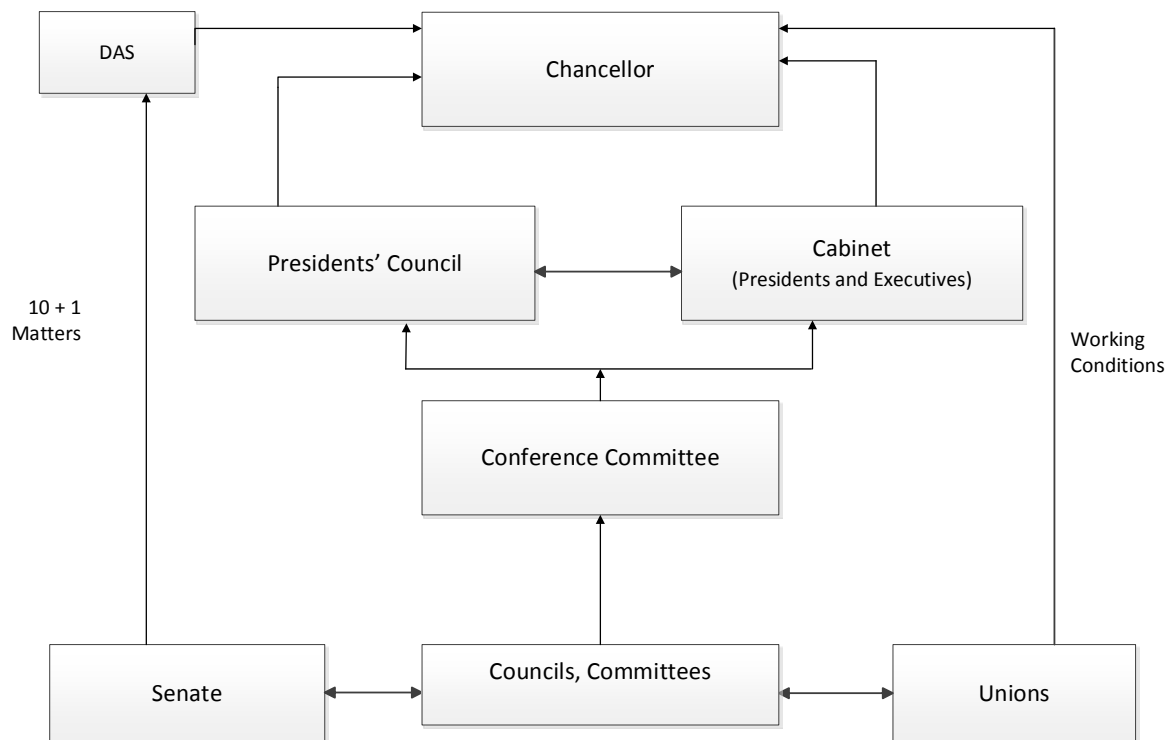 DAS
Chancellor
Presidents’ Council
Cabinet
(Presidents and Executives)
10 + 1
Matters
Working
Conditions
Conference Committee
Senate
Councils, Committees
Unions